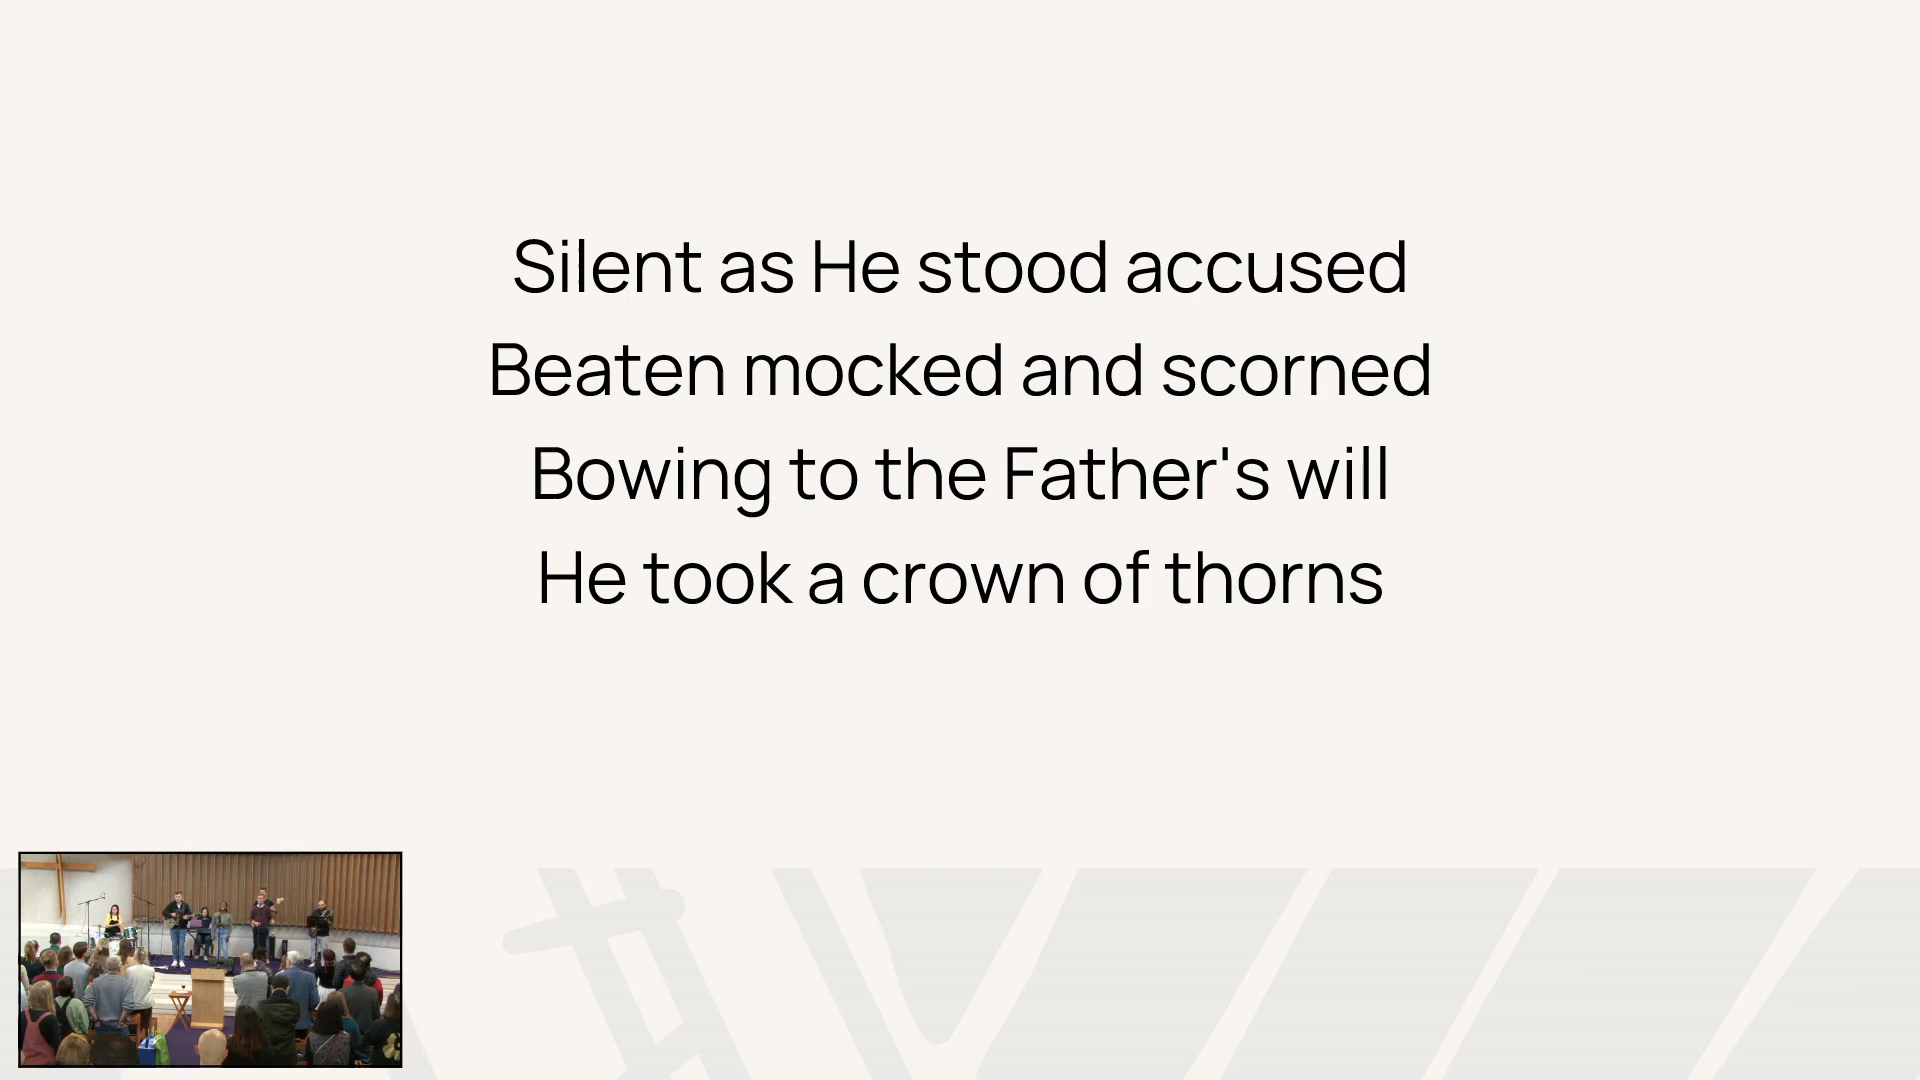 Silent as He stood accused
Beaten mocked and scorned
Bowing to the Father's will
He took a crown of thorns